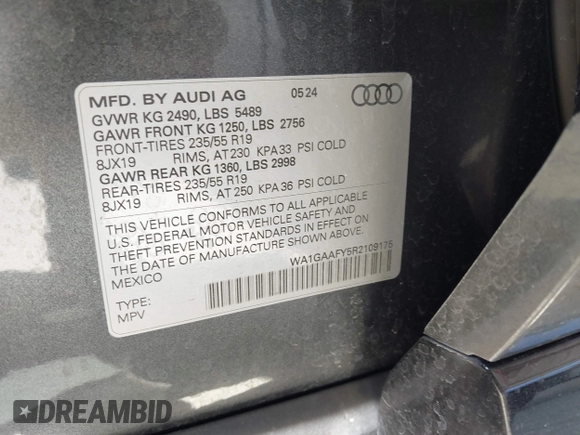 MFD. BY AUDI AG 05 24
GVWR KG 2490, LBS 5489
GAWR FRONT KG 1250, LBS 2756
FRONT-TIRES 235/55 R19
8JX19 RIMS, AT 230 KPA 33 PSI COLD
GAWR REAR KG 1360, LBS 2998
REAR-TIRES 235/55 R19
8JX19 RIMS, AT 250 KPA 36 PSI COLD
THIS VEHICLE CONFORMS TO ALL APPLICABLE
U.S. FEDERAL MOTOR VEHICLE SAFETY AND
THEFT PREVENTION STANDARDS IN EFFECT ON
THE DATE OF MANUFACTURE SHOWN ABOVE.
MEXICO
WA1GAAFY5R2109175
TYPE:
MPV
DREAMBID